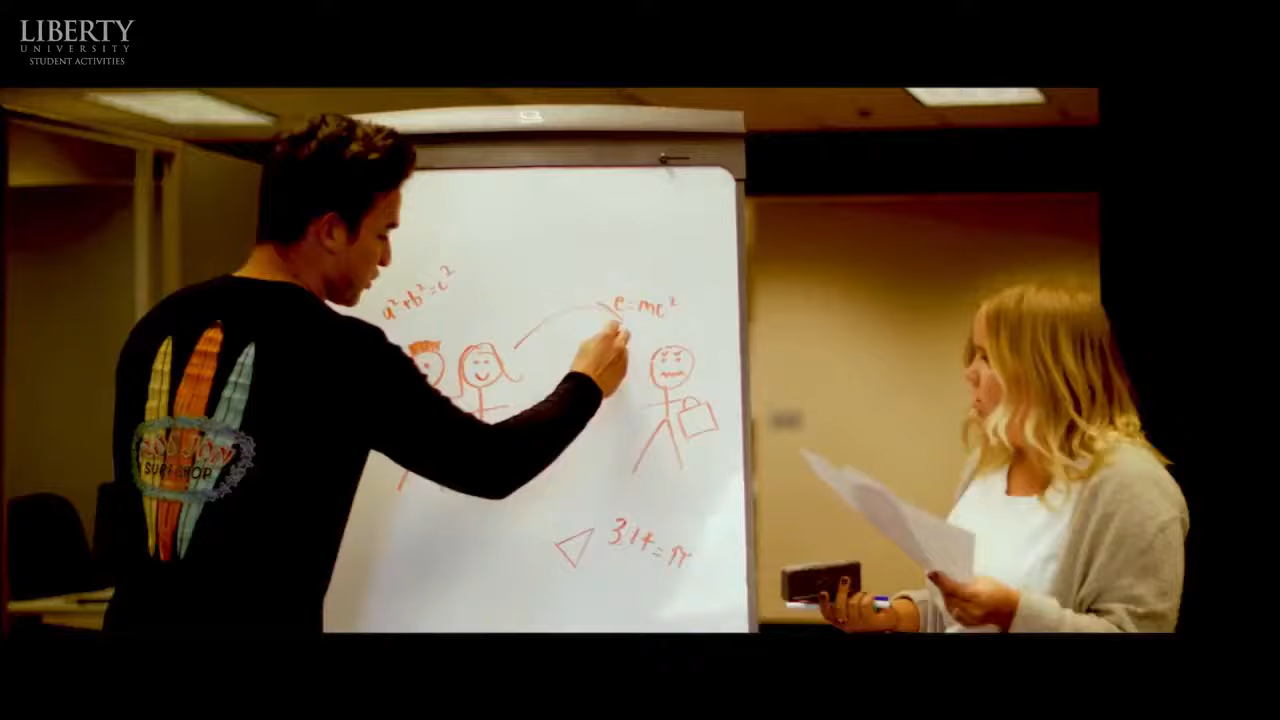 LIBERTY
UNIVERSITY
STUDENT ACTIVITIES
a²+b²=c²
e=mc²
SURF SHOP
3.14=π